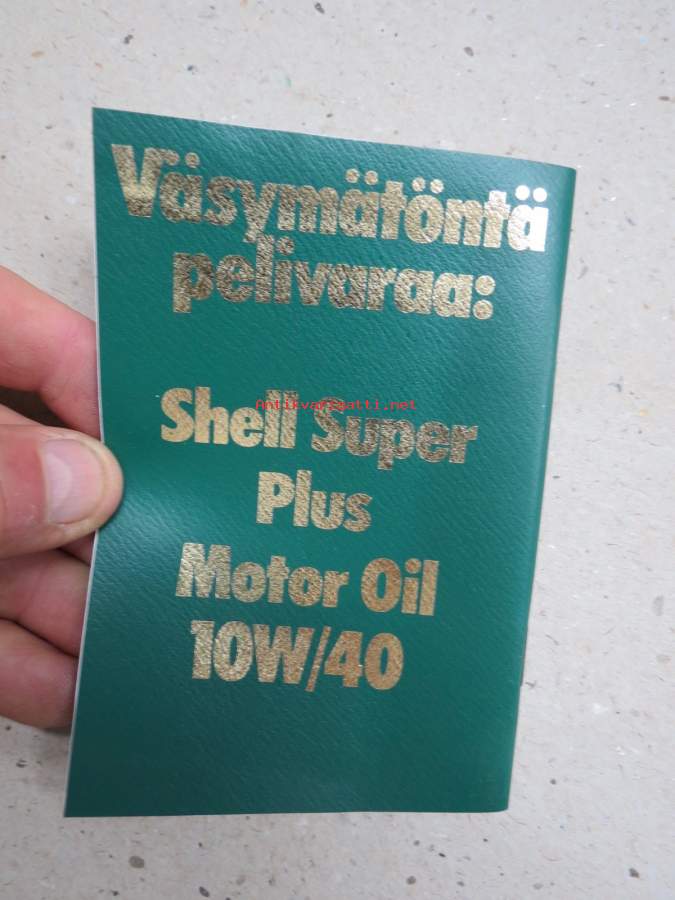 Väsymätöntä
pelivaraa:
Antikvariaatti.net
Shell Super
Plus
Motor Oil
10W/40